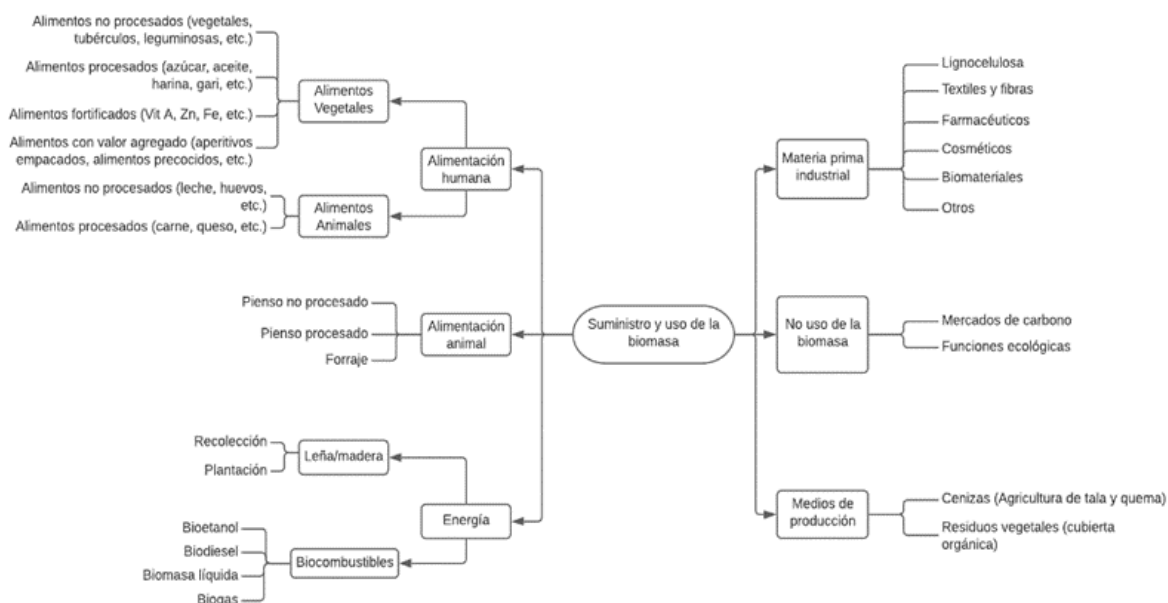 Alimentos no procesados (vegetales,
tubérculos, leguminosas, etc.)
Alimentos procesados (azúcar, aceite,
harina, gari, etc.)
Alimentos fortificados (Vit A, Zn, Fe, etc.)
Alimentos con valor agregado (aperitivos
empacados, alimentos precocidos, etc.)
Alimentos no procesados (leche, huevos,
etc.)
Alimentos procesados (carne, queso, etc.)
Alimentos
Vegetales
Alimentos
Animales
Alimentación
humana
Pienso no procesado
Pienso procesado
Forraje
Alimentación
animal
Recolección
Plantación
Leña/madera
Energía
Bioetanol
Biodiesel
Biomasa líquida
Biogas
Biocombustibles
Suministro y uso de la
biomasa
Materia prima
industrial
Lignocelulosa
Textiles y fibras
Farmacéuticos
Cosméticos
Biomateriales
Otros
No uso de la
biomasa
Mercados de carbono
Funciones ecológicas
Medios de
producción
Cenizas (Agricultura de tala y quema)
Residuos vegetales (cubierta
orgánica)